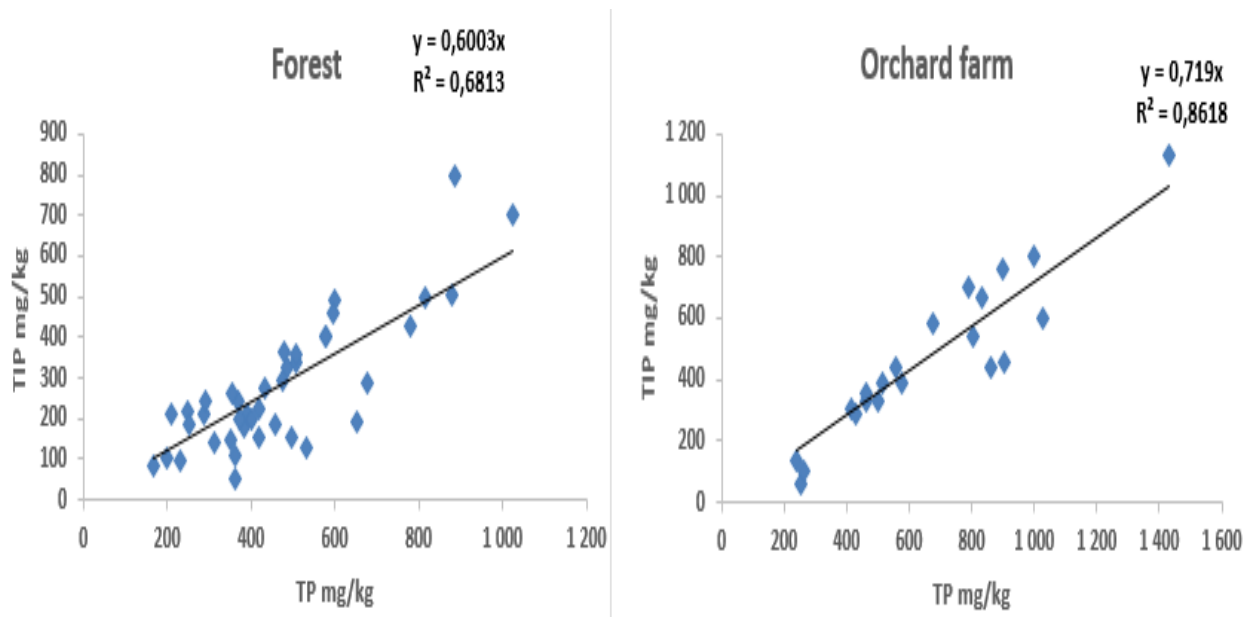 Forest
y = 0,6003x
R² = 0,6813
900
800
700
600
500
400
300
200
100
0
TIP mg/kg
0 200 400 600 800 1 000 1 200
TP mg/kg
Orchard farm
y = 0,719x
R² = 0,8618
1 200
1 000
800
600
400
200
0
TIP mg/kg
0 200 400 600 800 1 000 1 200 1 400 1 600
TP mg/kg